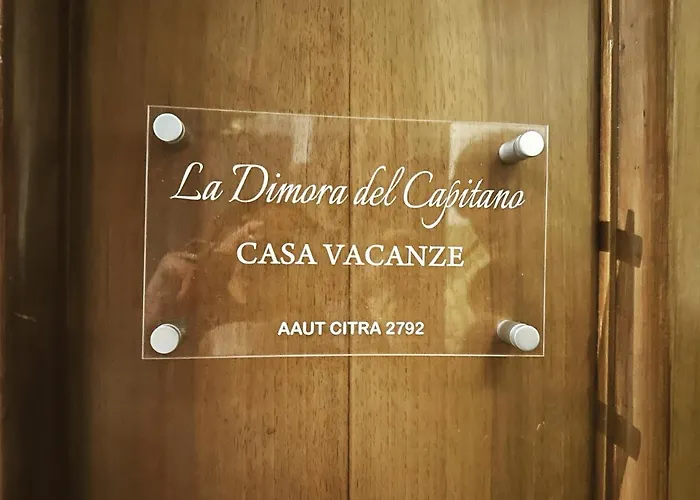 La Dimora del Capitano
CASA VACANZE
AAUT CITRA 2792